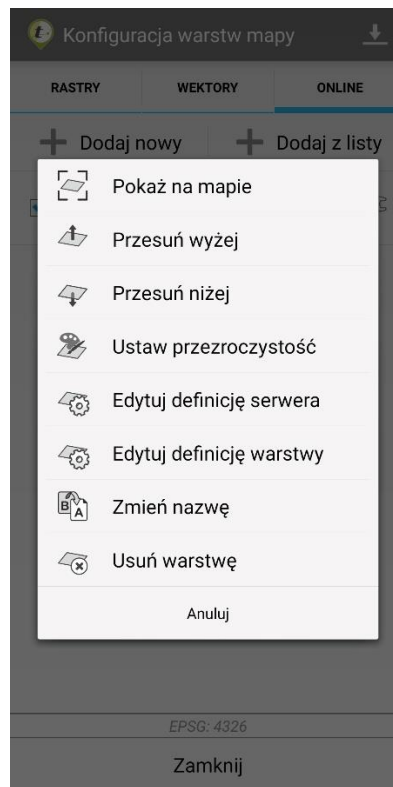 Konfiguracja warstw mapy
RASTRY WEKTORY ONLINE
Dodaj nowy Dodaj z listy
Pokaż na mapie
Przesuń wyżej
Przesuń niżej
Ustaw przezroczystość
Edytuj definicję serwera
Edytuj definicję warstwy
Zmień nazwę
Usuń warstwę
Anuluj
EPSG: 4326
Zamknij